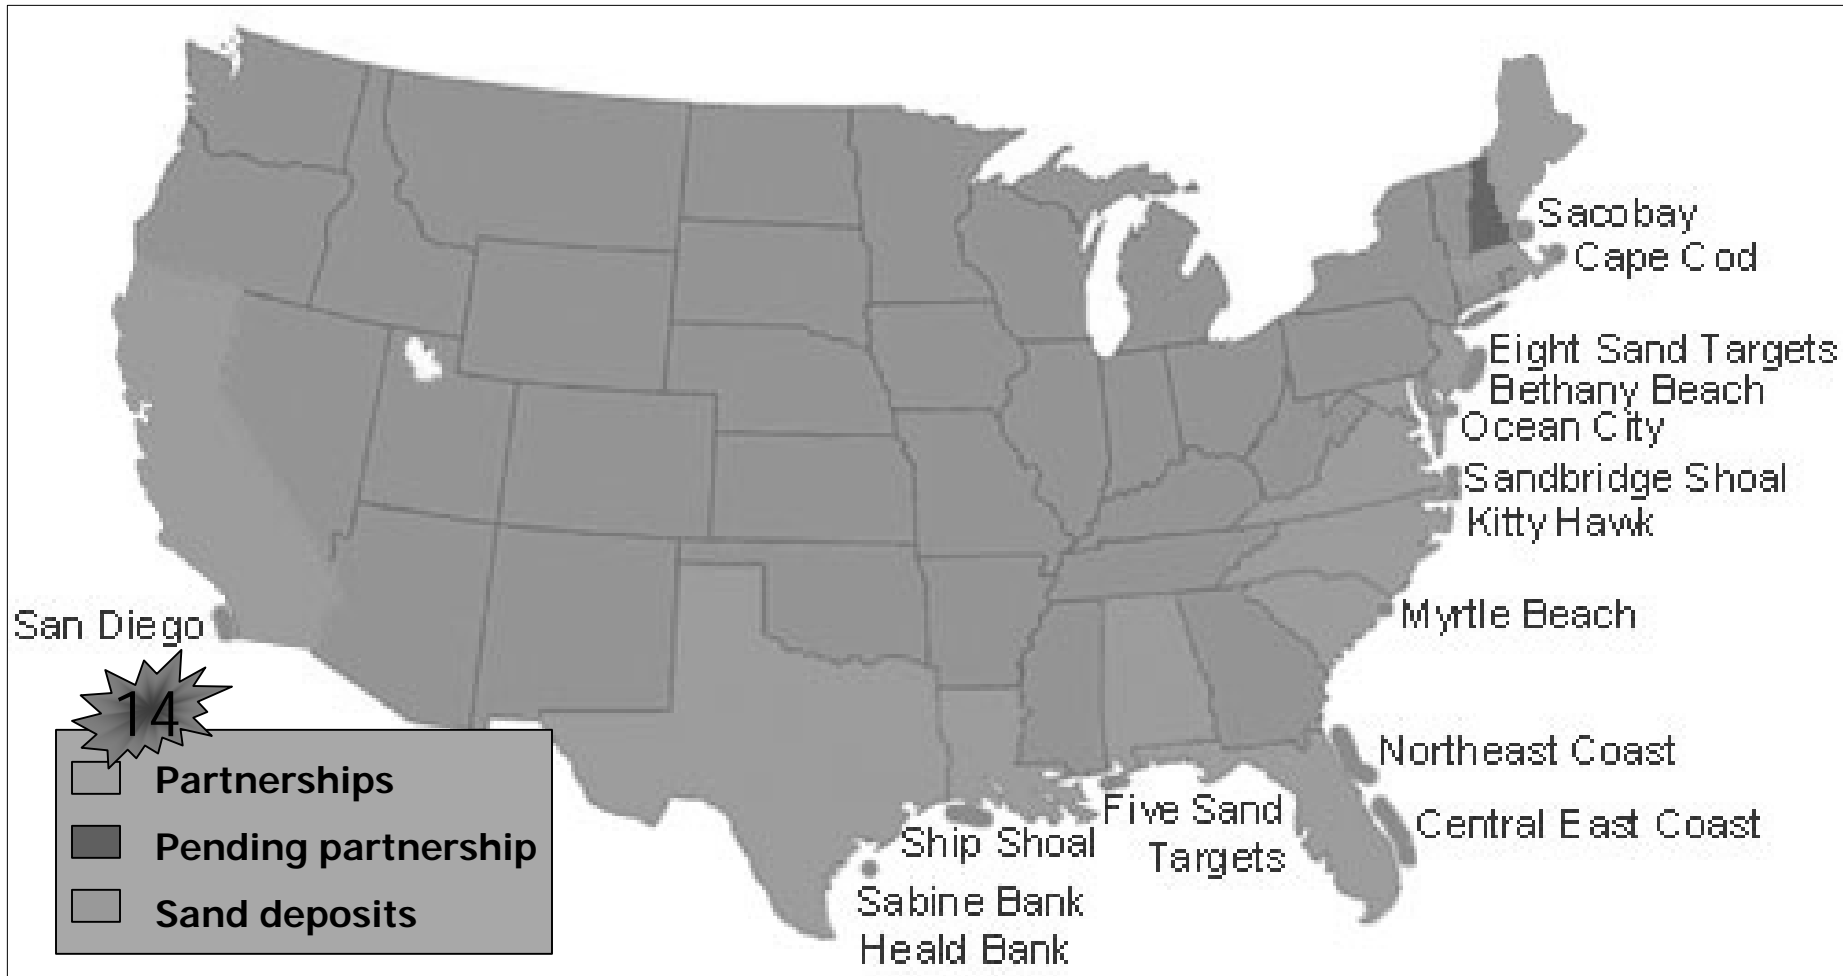 Sacobay
Cape Cod
Eight Sand Targets
Bethany Beach
Ocean City
Sandbridge Shoal
Kitty Hawk
Myrtle Beach
Northeast Coast
Central East Coast
Five Sand
Targets
Ship Shoal
Sabine Bank
Heald Bank
San Diego
14
Partnerships
Pending partnership
Sand deposits